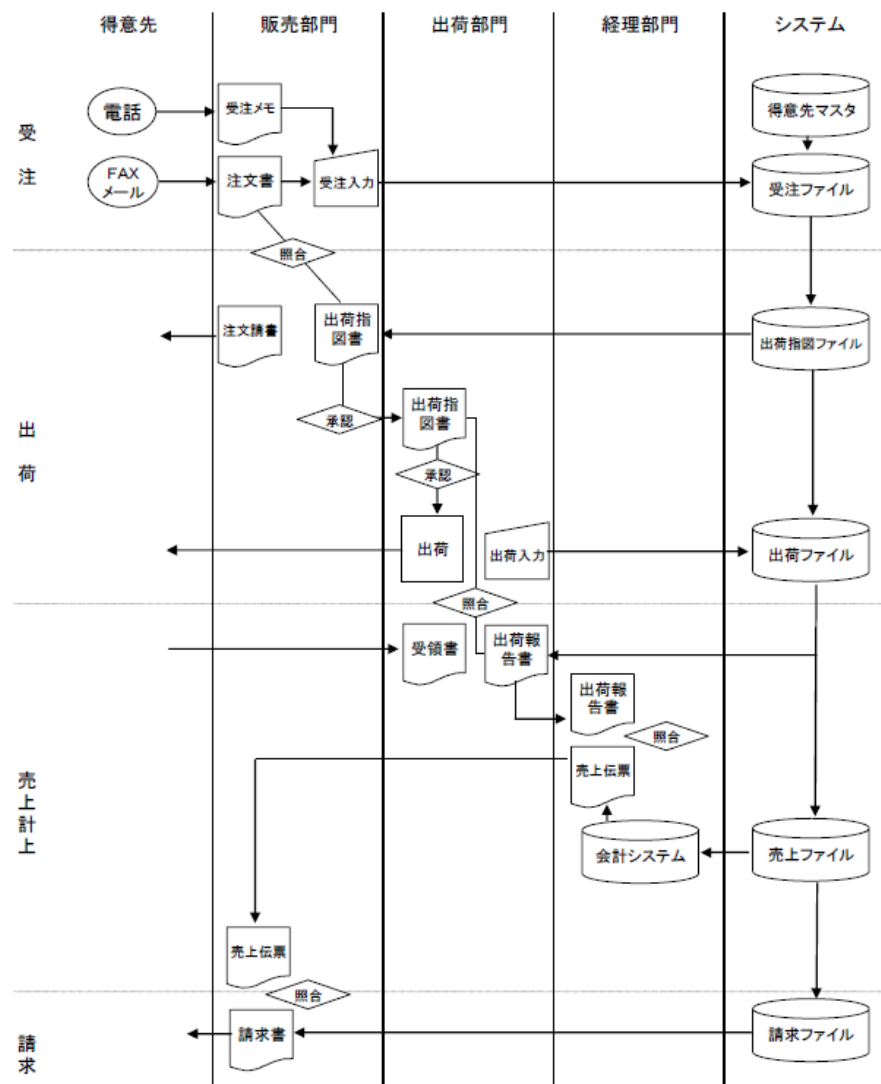 得意先
販売部門
出荷部門
経理部門
システム
受
注
電話
受注メモ
得意先マスタ
FAX
メール
注文書
受注入力
受注ファイル
照合
出
荷
注文請書
出荷指
図書
出荷指図ファイル
承認
出荷指
図書
承認
出荷
出荷入力
出荷ファイル
照合
売
上
計
上
受領書
出荷報
告書
出荷報
告書
照合
売上伝票
会計システム
売上ファイル
売上伝票
照合
請
求
請求書
請求ファイル